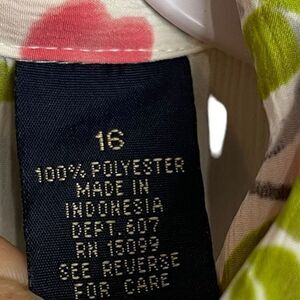 16
100% POLYESTER
MADE IN
INDONESIA
DEPT. 607
RN 15099
SEE REVERSE
FOR CARE